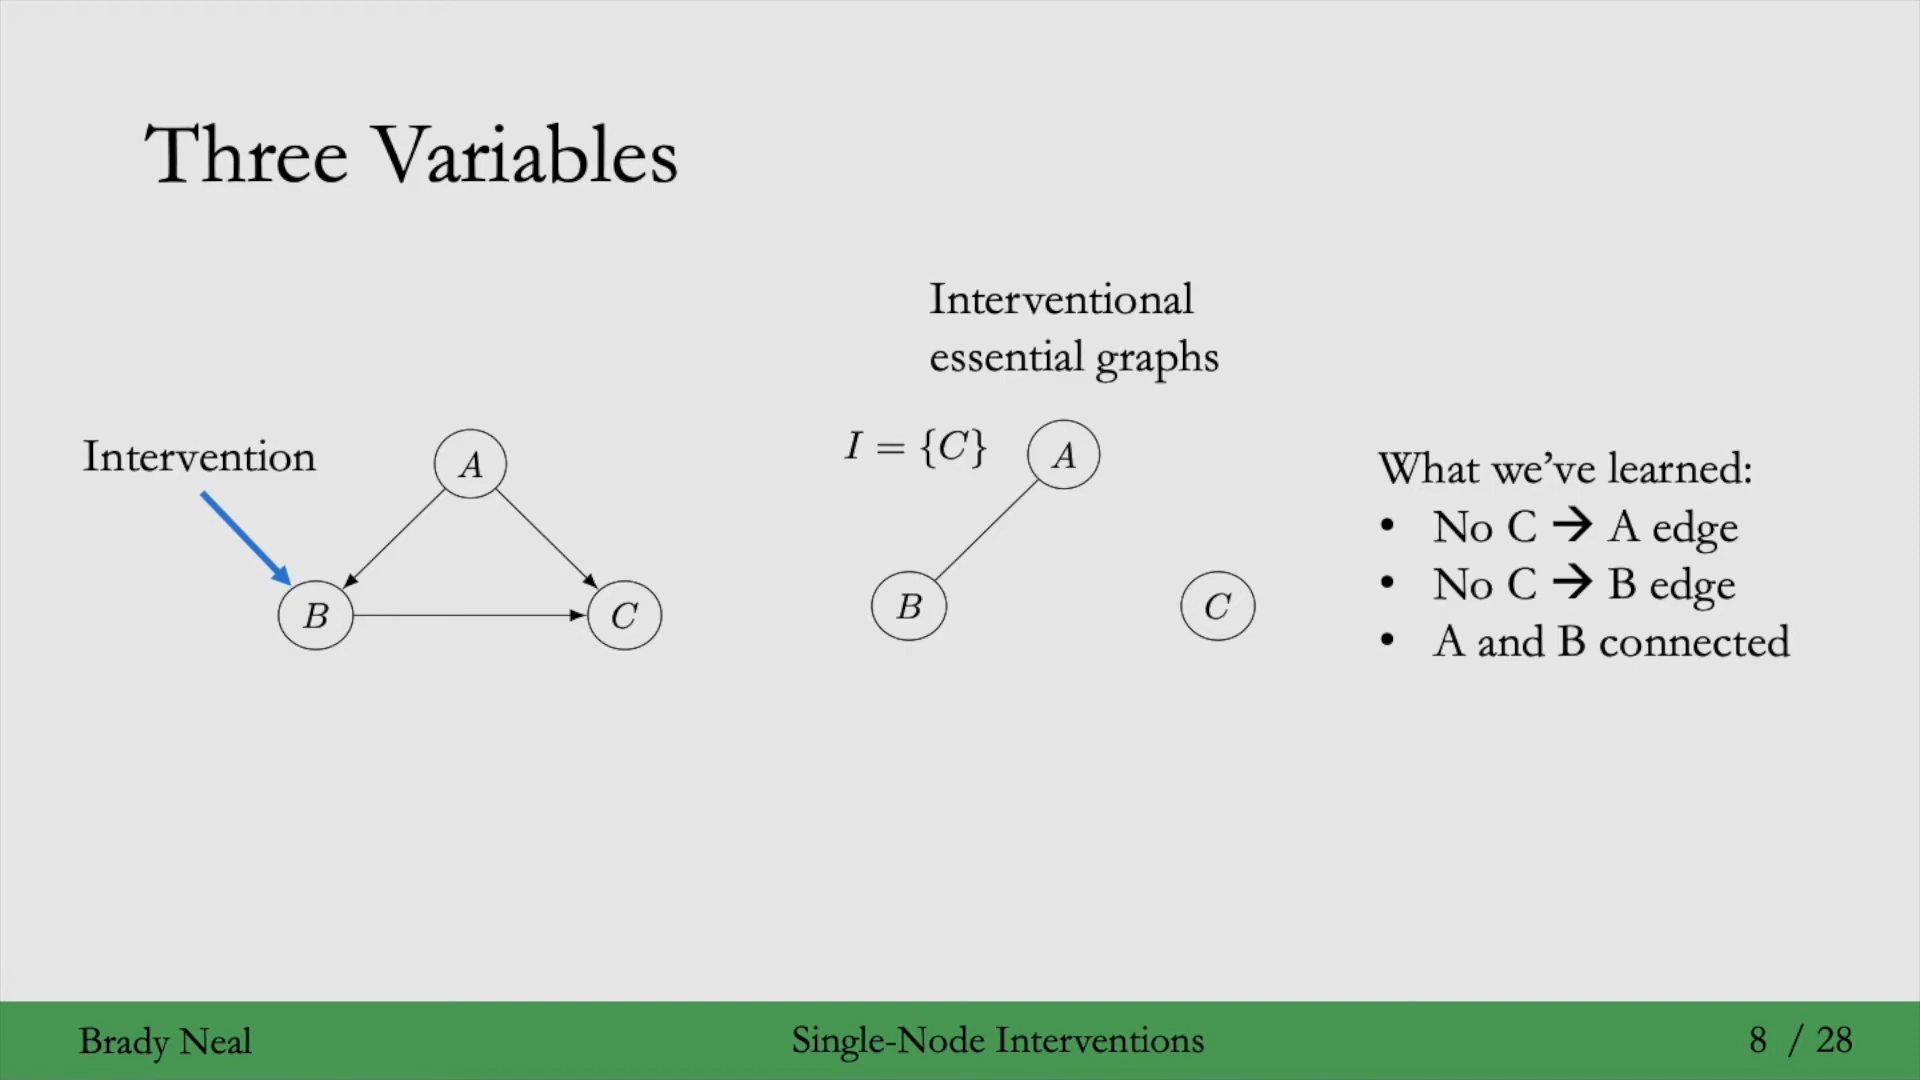 Three Variables
Interventional
essential graphs
Intervention
A
B
C
I = {C}
A
B
C
What we've learned:
• No C → A edge
• No C → B edge
• A and B connected
Brady Neal
Single-Node Interventions
8 / 28